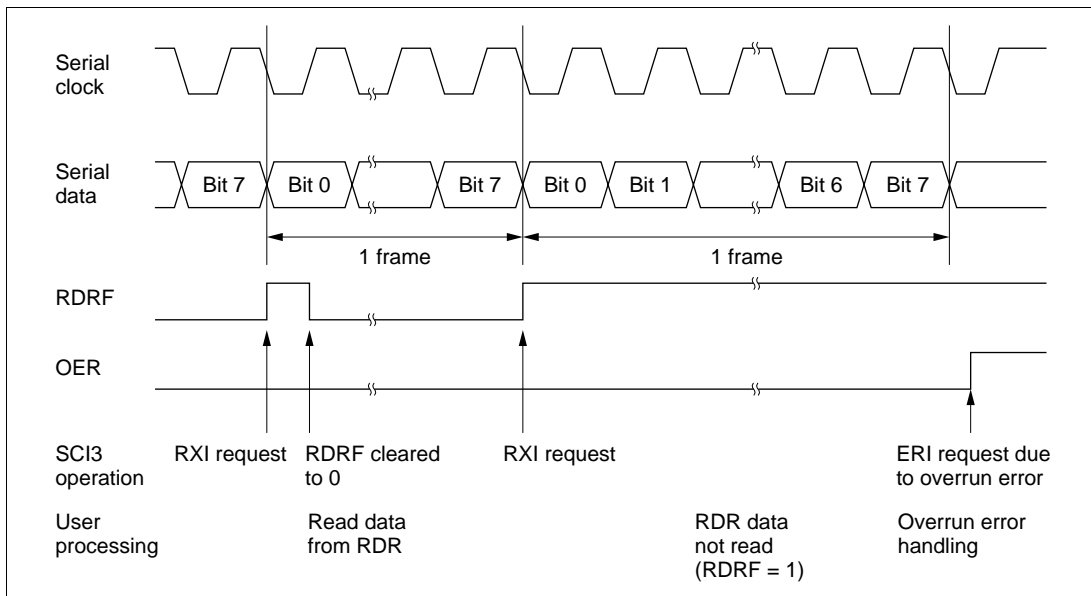 Serial
clock
Serial
data
Bit 7
Bit 0
Bit 7
Bit 0
Bit 1
Bit 6
Bit 7
1 frame
1 frame
RDRF
OER
SCI3
operation
RXI request
RDRF cleared
to 0
RXI request
ERI request due
to overrun error
User
processing
Read data
from RDR
RDR data
not read
(RDRF = 1)
Overrun error
handling